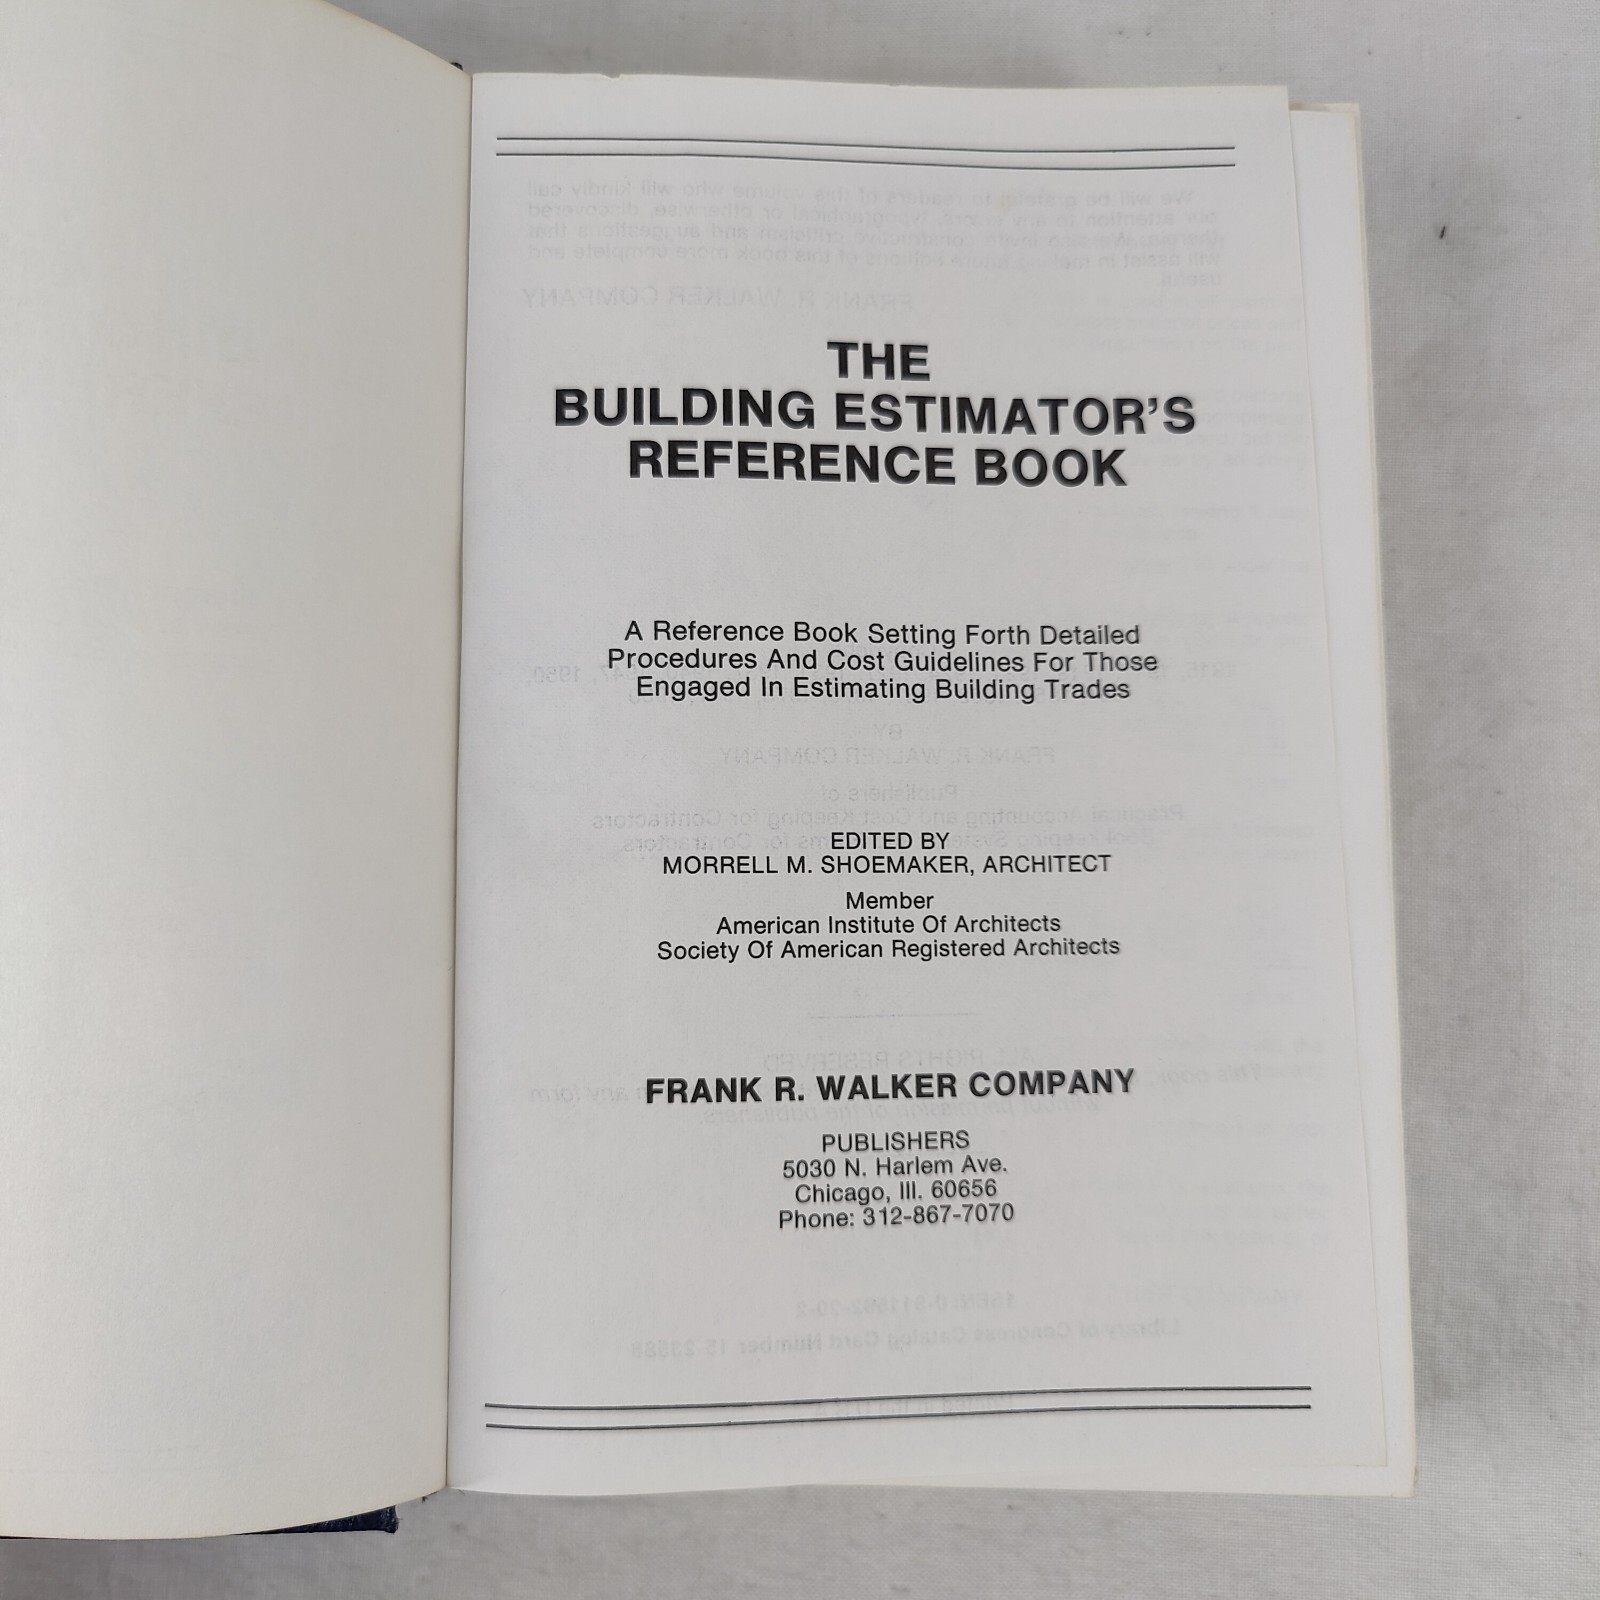 THE
BUILDING ESTIMATOR'S
REFERENCE BOOK
A Reference Book Setting Forth Detailed
Procedures And Cost Guidelines For Those
Engaged In Estimating Building Trades
EDITED BY
MORRELL M. SHOEMAKER, ARCHITECT
Member
American Institute Of Architects
Society Of American Registered Architects
FRANK R. WALKER COMPANY
PUBLISHERS
5030 N. Harlem Ave.
Chicago, Ill. 60656
Phone: 312-867-7070